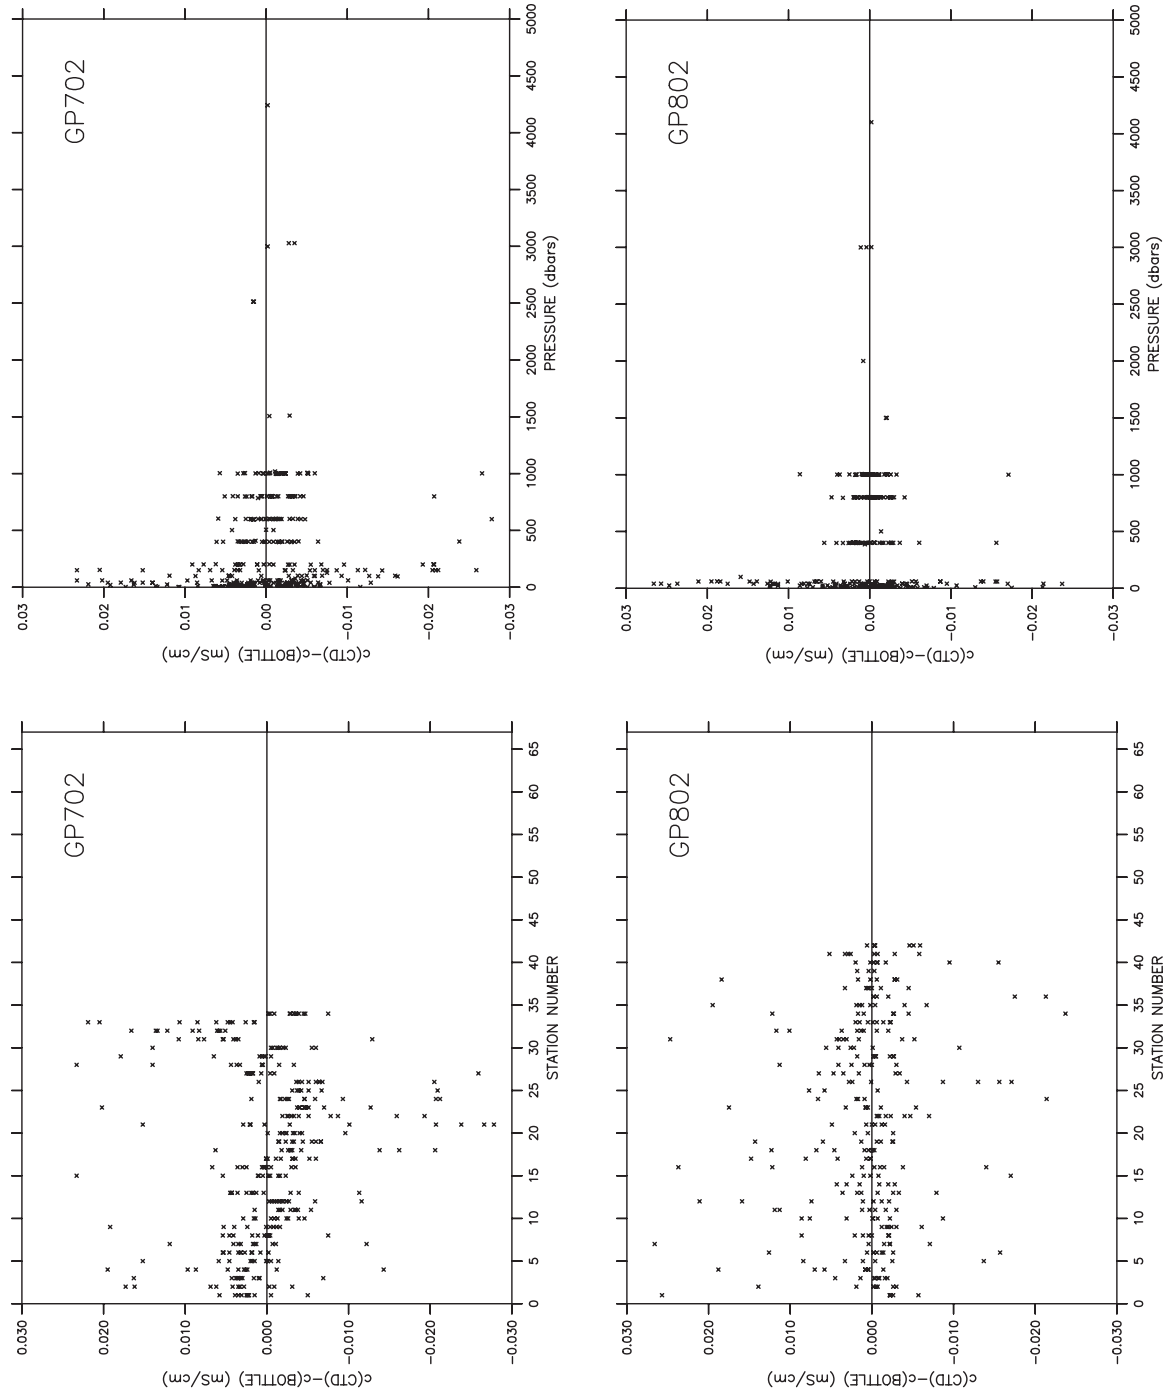 GP702
0.030
0.020
0.010
0.000
−0.010
−0.020
−0.030
c(CTD)−c(BOTTLE) (mS/cm)
0 5 10 15 20 25 30 35 40 45 50 55 60 65
STATION NUMBER
GP702
0.03
0.02
0.01
0.00
−0.01
−0.02
−0.03
c(CTD)−c(BOTTLE) (mS/cm)
0 500 1000 1500 2000 2500 3000 3500 4000 4500 5000
PRESSURE (dbars)
GP802
0.030
0.020
0.010
0.000
−0.010
−0.020
−0.030
c(CTD)−c(BOTTLE) (mS/cm)
0 5 10 15 20 25 30 35 40 45 50 55 60 65
STATION NUMBER
GP802
0.03
0.02
0.01
0.00
−0.01
−0.02
−0.03
c(CTD)−c(BOTTLE) (mS/cm)
0 500 1000 1500 2000 2500 3000 3500 4000 4500 5000
PRESSURE (dbars)